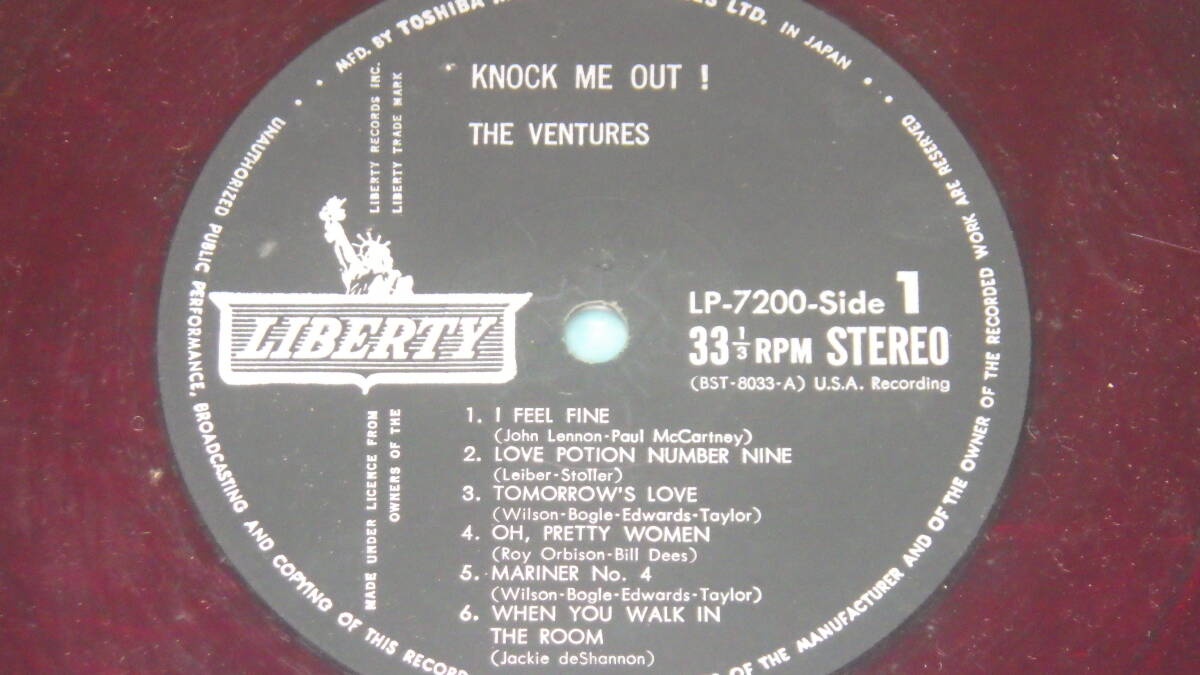 MFD. BY TOSHIBA
LTD. IN JAPAN
KNOCK ME OUT !
THE VENTURES
LIBERTY RECORDS INC.
LIBERTY TRADE MARK
LIBERTY
LP-7200-Side 1
33 1/3 RPM STEREO
(BST-8033-A) U.S.A. Recording
1. I FEEL FINE
(John Lennon-Paul McCartney)
2. LOVE POTION NUMBER NINE
(Leiber-Stoller)
3. TOMORROW'S LOVE
(Wilson-Bogle-Edwards-Taylor)
4. OH, PRETTY WOMEN
(Roy Orbison-Bill Dees)
5. MARINER No. 4
(Wilson-Bogle-Edwards-Taylor)
6. WHEN YOU WALK IN
THE ROOM
(Jackie deShannon)
MADE UNDER LICENCE FROM
OWNERS OF THE
UNAUTHORIZED PUBLIC PERFORMANCE, BROADCASTING AND COPYING OF THIS RECORD
OF THE MANUFACTURER AND OF THE OWNER OF THE RECORDED WORK ARE RESERVED